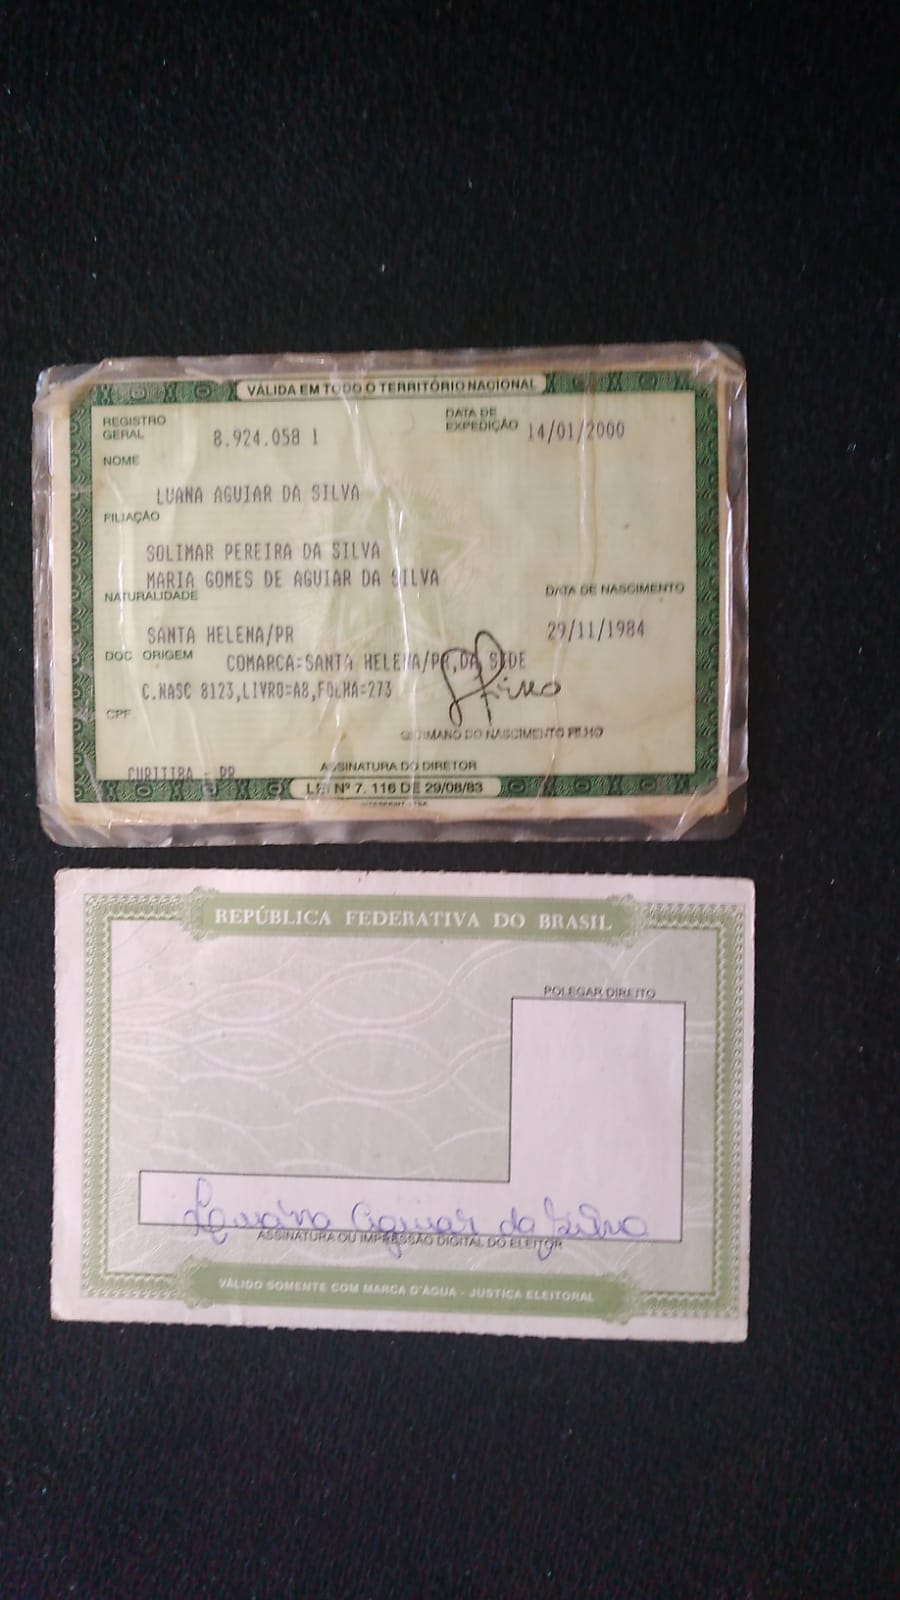 VÁLIDA EM TODO O TERRITÓRIO NACIONAL
REGISTRO GERAL 8.924.058 1 DATA DE EXPEDIÇÃO 14/01/2000
NOME
LUANA AGUIAR DA SILVA
FILIAÇÃO
SOLIMAR PEREIRA DA SILVA
MARIA GOMES DE AGUIAR DA SILVA
NATURALIDADE DATA DE NASCIMENTO
SANTA HELENA/PR 29/11/1984
DOC ORIGEM COMARCA=SANTA HELENA/PR,DA SEDE
C.NASC 8123,LIVRO=A8,FOLHA=273
CPF
GERMANO DO NASCIMENTO FILHO
CURITIBA - PR ASSINATURA DO DIRETOR
LEI Nº 7.116 DE 29/08/83
REPÚBLICA FEDERATIVA DO BRASIL
POLEGAR DIREITO
Aguiar da Silva
ASSINATURA OU IMPRESSÃO DIGITAL DO ELEITOR
VÁLIDO SOMENTE COM MARCA D'ÁGUA - JUSTIÇA ELEITORAL